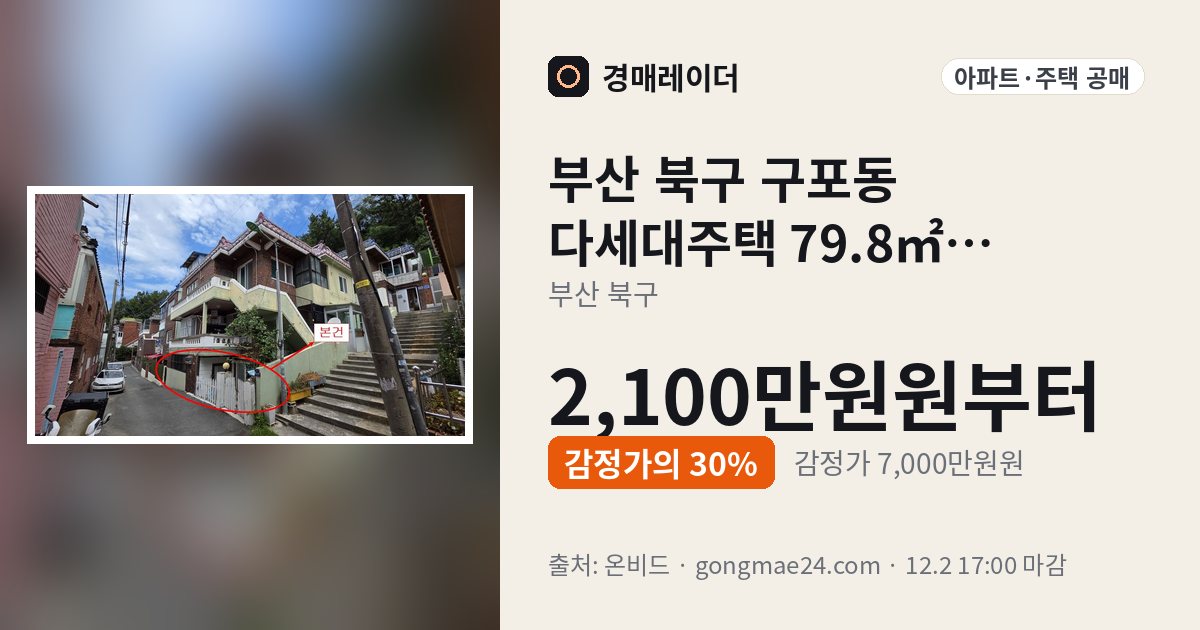 경매레이더
아파트·주택 공매
부산 북구 구포동
다세대주택 79.8㎡…
부산 북구
2,100만원원부터
감정가의 30%
감정가 7,000만원원
출처: 온비드 · gongmae24.com · 12.2 17:00 마감
본건